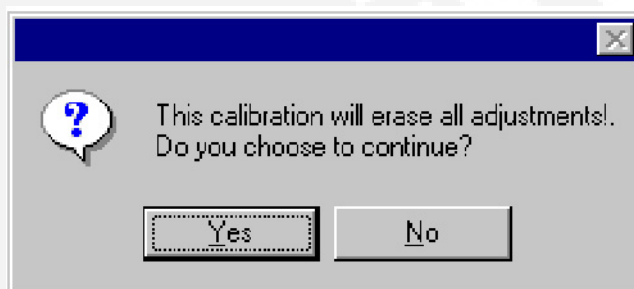 This calibration will erase all adjustments!.
Do you choose to continue?
Yes No